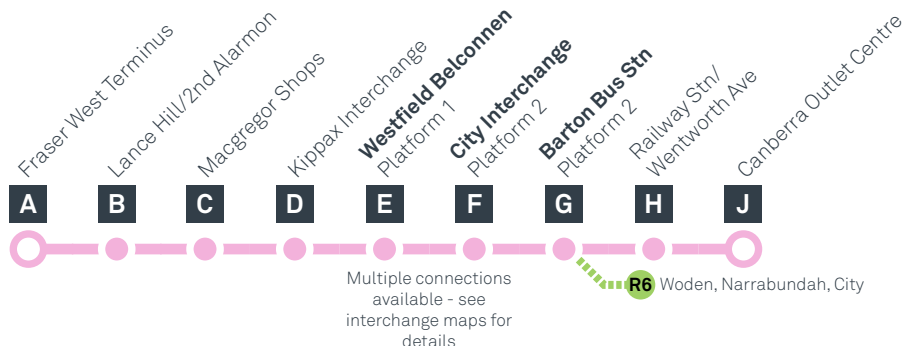 Fraser West Terminus
Lance Hill/2nd Alarmon
Macgregor Shops
Kippax Interchange
Westfield Belconnen
Platform 1
City Interchange
Platform 2
Barton Bus Stn
Platform 2
Railway Stn/
Wentworth Ave
Canberra Outlet Centre
A
B
C
D
E
F
G
H
J
Multiple connections
available - see
interchange maps for
details
R6
Woden, Narrabundah, City